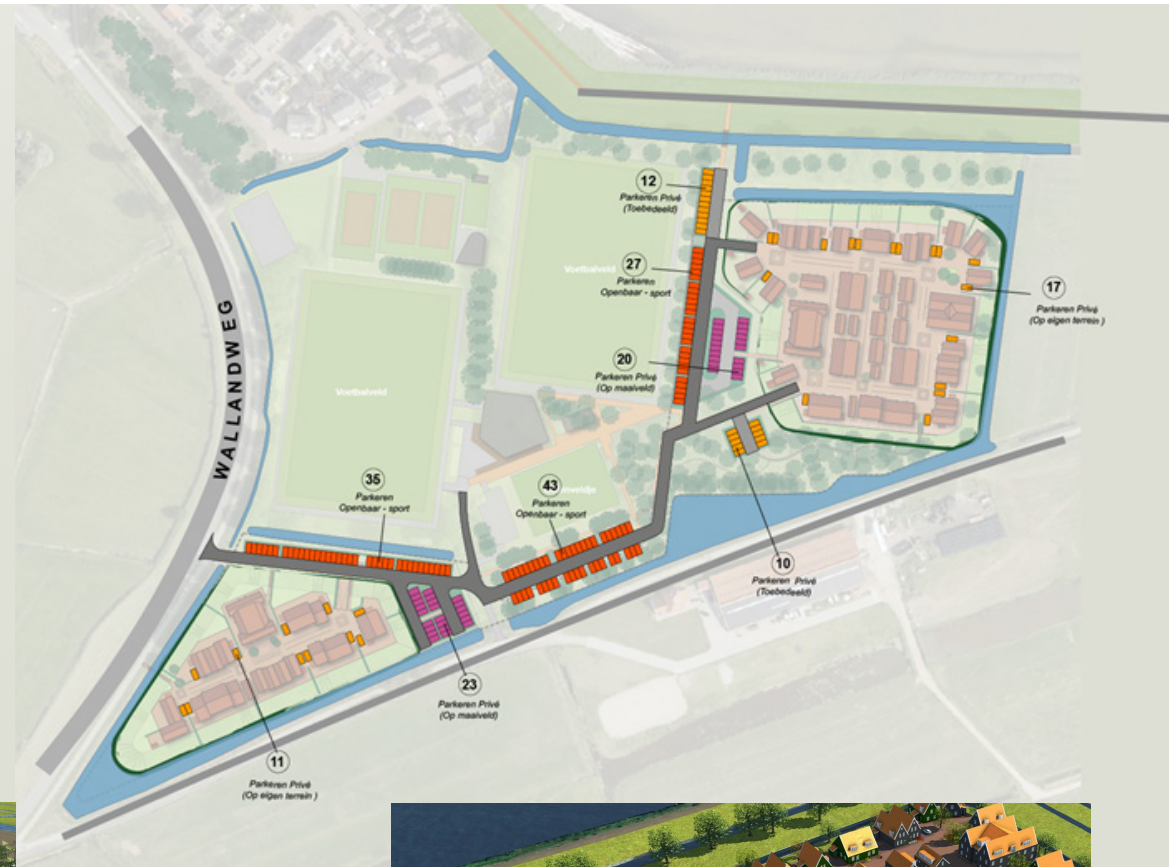 12
Parkeren Privé
(Toebedeeld)
Voetbalveld
27
Parkeren
Openbaar - sport
17
Parkeren Privé
(Op eigen terrein )
WALLANDWEG
20
Parkeren Privé
(Op maaiveld)
Voetbalveld
35
Parkeren
Openbaar - sport
43
Parkeren
Openbaar - sport
10
Parkeren Privé
(Toebedeeld)
23
Parkeren Privé
(Op maaiveld)
11
Parkeren Privé
(Op eigen terrein )